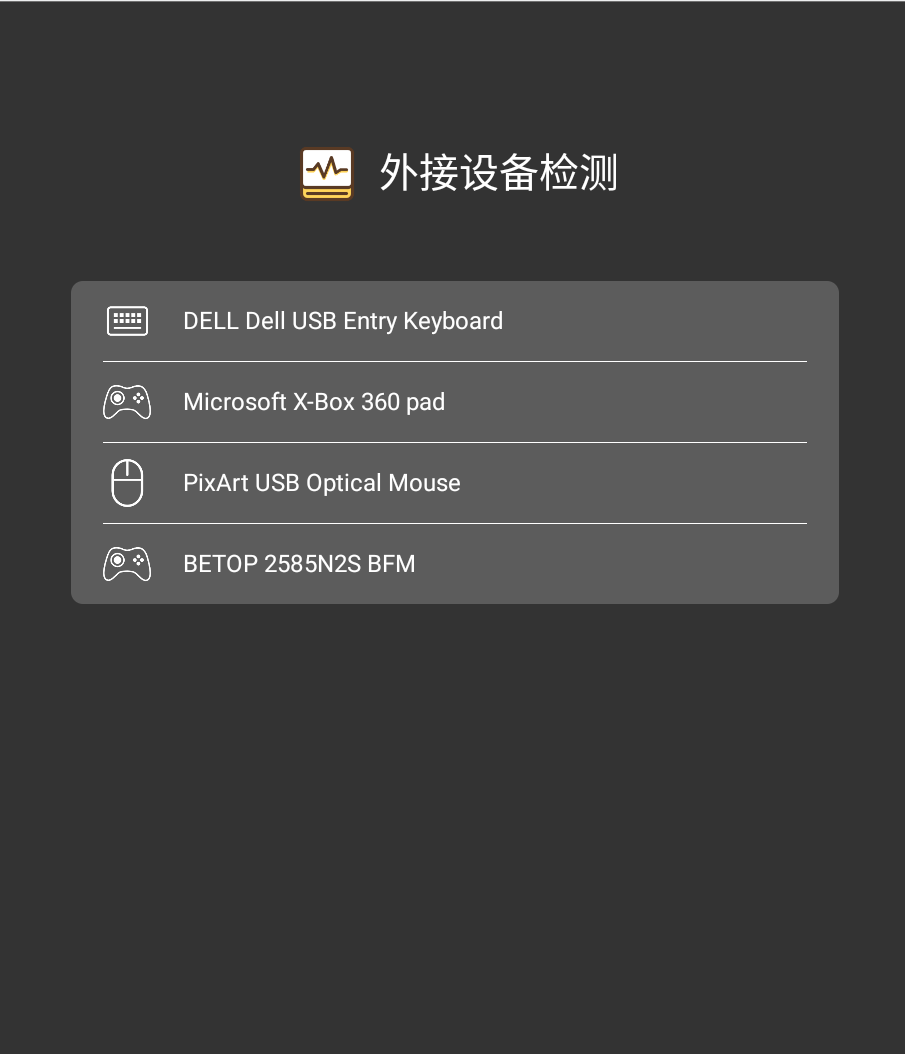 外接设备检测
DELL Dell USB Entry Keyboard
Microsoft X-Box 360 pad
PixArt USB Optical Mouse
BETOP 2585N2S BFM